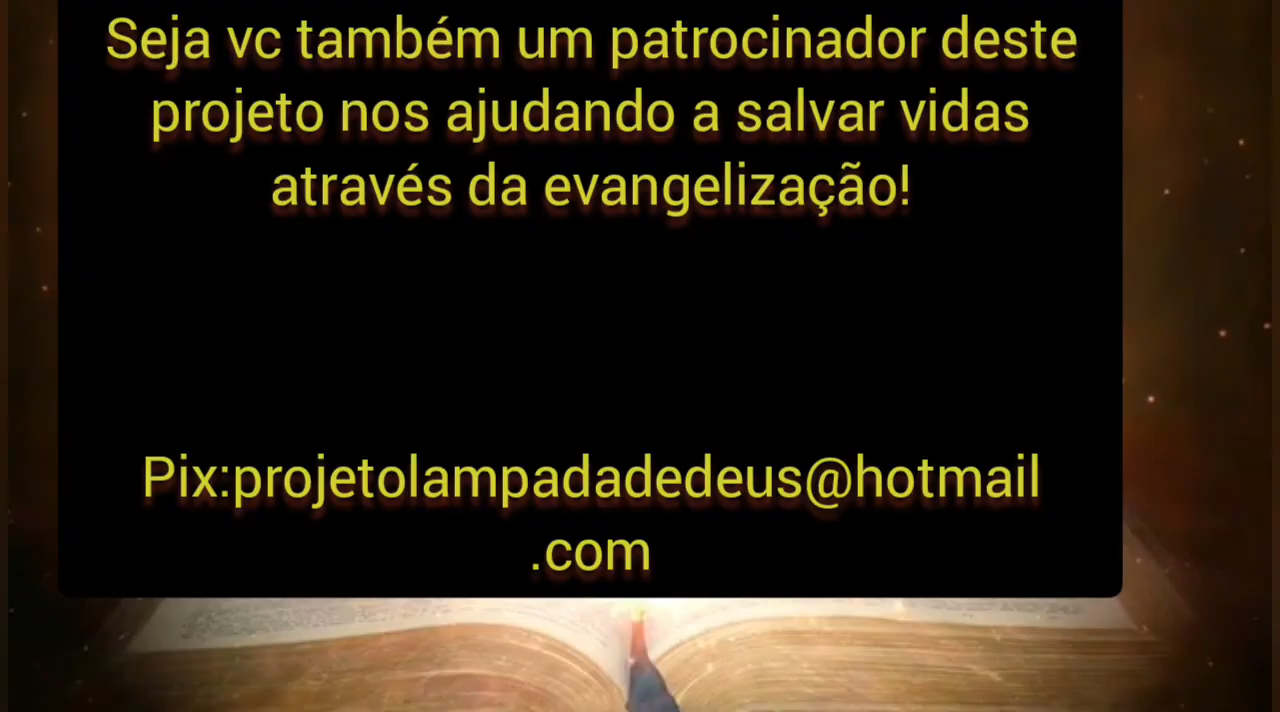 Seja vc também um patrocinador deste
projeto nos ajudando a salvar vidas
através da evangelização!
Pix:projetolampadadedeus@hotmail
.com